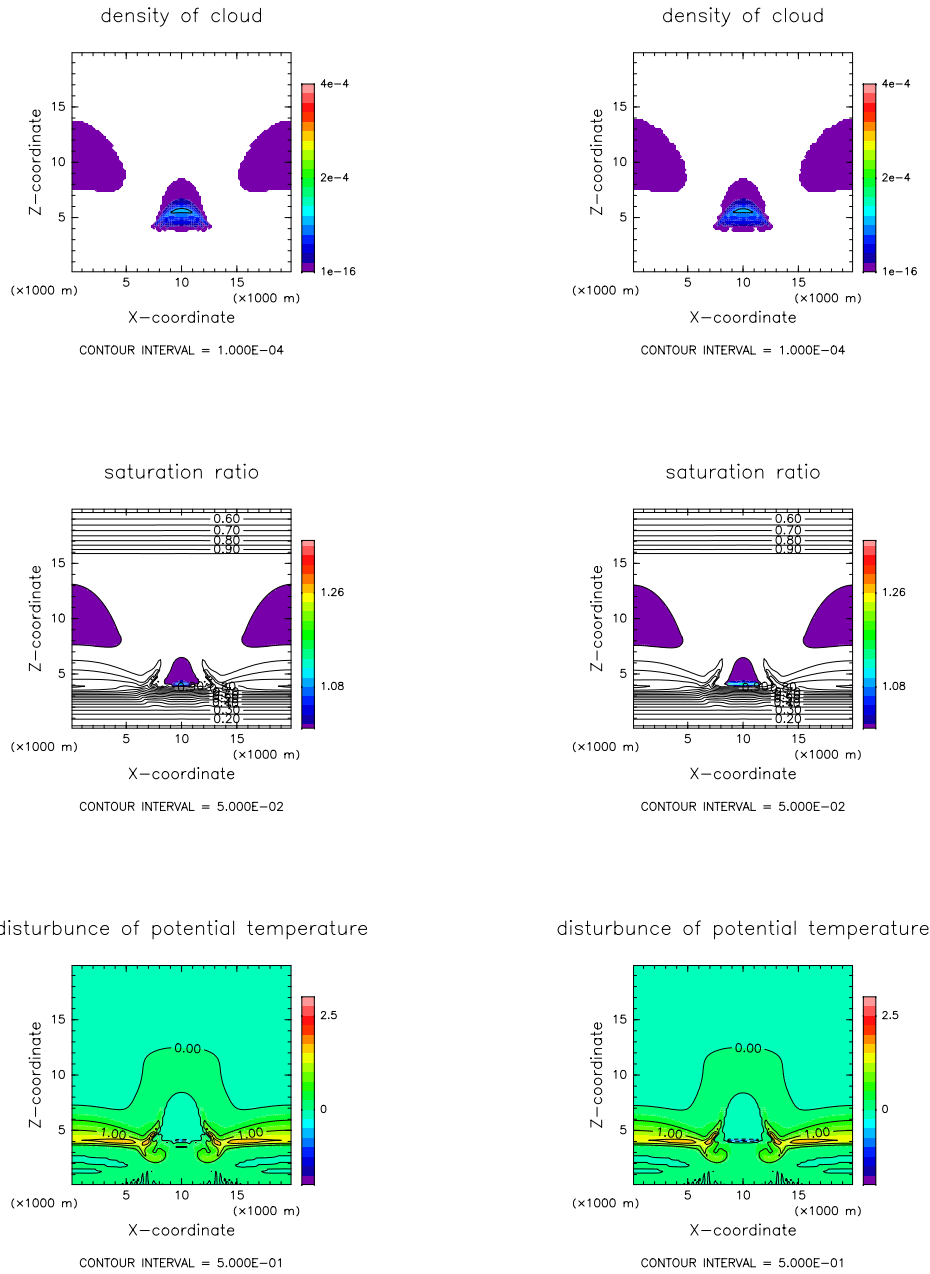 density of cloud density of cloud
4e-4 4e-4
15 15
Z-coordinate Z-coordinate
10 2e-4 10 2e-4
5 5
1e-16 1e-16
5 10 15 5 10 15
(×1000 m) (×1000 m) (×1000 m) (×1000 m)
X-coordinate X-coordinate
CONTOUR INTERVAL = 1.000E-04 CONTOUR INTERVAL = 1.000E-04
saturation ratio saturation ratio
0.60 0.60
0.70 0.70
0.80 0.80
0.90 0.90
15 15
1.26 1.26
Z-coordinate Z-coordinate
10 10
5 1.08 5 1.08
0.30 0.30
0.20 0.20
5 10 15 5 10 15
(×1000 m) (×1000 m) (×1000 m) (×1000 m)
X-coordinate X-coordinate
CONTOUR INTERVAL = 5.000E-02 CONTOUR INTERVAL = 5.000E-02
disturbunce of potential temperature disturbunce of potential temperature
2.5 2.5
15 15
0.00 0.00
Z-coordinate Z-coordinate
10 0 10 0
5 1.00 1.00 5 1.00 1.00
5 10 15 5 10 15
(×1000 m) (×1000 m) (×1000 m) (×1000 m)
X-coordinate X-coordinate
CONTOUR INTERVAL = 5.000E-01 CONTOUR INTERVAL = 5.000E-01